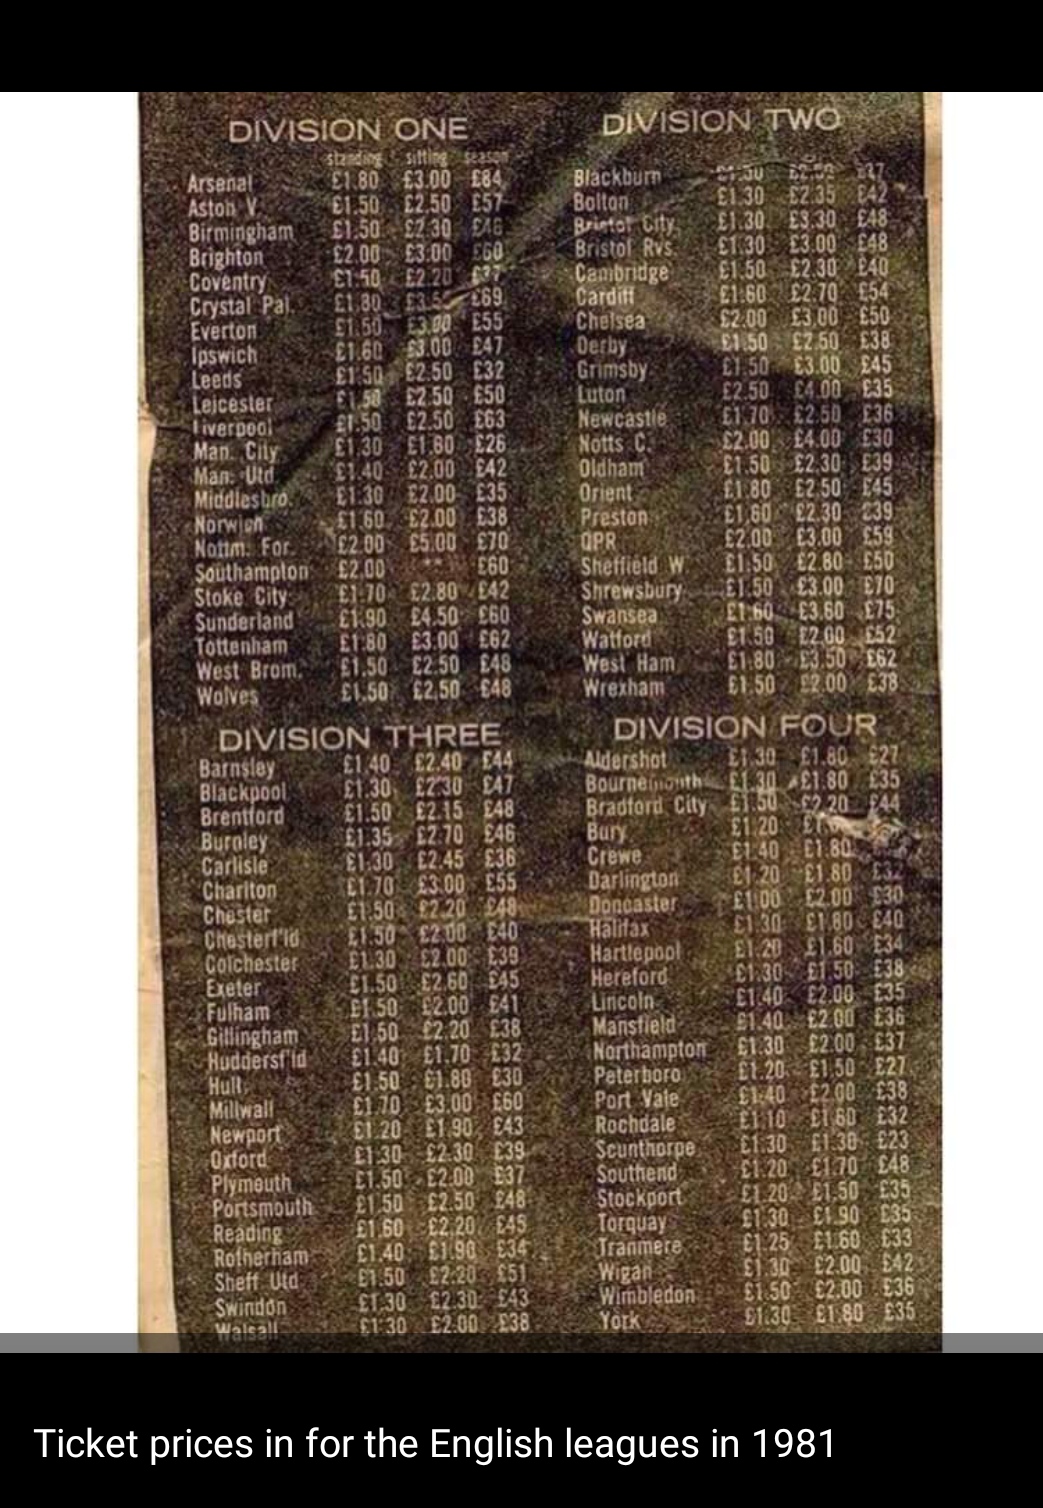 DIVISION ONE
standing sitting season
Arsenal £1.80 £3.00 £84
Aston V. £1.50 £2.50 £57
Birmingham £1.50 £2.30
Brighton £2.00 £3.00 £60
Coventry £1.50 £2.20
Crystal Pal. £1.80 £69
Everton £1.50 £3.00 £55
Ipswich £1.60 £3.00 £47
Leeds £1.50 £2.50 £32
Leicester £1.50 £2.50 £50
Liverpool £1.50 £2.50 £63
Man. City £1.30 £1.80 £26
Man. Utd £1.40 £2.00 £42
Middlesbro. £1.30 £2.00 £35
Norwich £1.60 £2.00 £38
Nottm. For. £2.00 £5.00 £70
Southampton £2.00 ** £60
Stoke City £1.70 £2.80 £42
Sunderland £1.90 £4.50 £60
Tottenham £1.80 £3.00 £62
West Brom. £1.50 £2.50 £48
Wolves £1.50 £2.50 £48
DIVISION TWO
Blackburn
Bolton £1.30 £2.35 £42
Bristol City £1.30 £3.30 £48
Bristol Rvs. £1.30 £3.00 £48
Cambridge £1.50 £2.30 £40
Cardiff £1.60 £2.70 £54
Chelsea £2.00 £3.00 £50
Derby £1.50 £2.50 £38
Grimsby £1.50 £3.00 £45
Luton £2.50 £4.00 £35
Newcastle £1.70 £2.50 £36
Notts C. £2.00 £4.00 £30
Oldham £1.50 £2.30 £39
Orient £1.80 £2.50 £45
Preston £1.60 £2.30 £39
QPR £2.00 £3.00 £59
Sheffield W £1.50 £2.80 £50
Shrewsbury £1.50 £3.00 £70
Swansea £1.60 £3.60 £75
Watford £1.50 £2.00 £52
West Ham £1.80 £3.50 £62
Wrexham £1.50 £2.00 £38
DIVISION THREE
Barnsley £1.40 £2.40 £44
Blackpool £1.30 £2.30 £47
Brentford £1.50 £2.15 £48
Burnley £1.35 £2.70 £46
Carlisle £1.30 £2.45 £36
Charlton £1.70 £3.00 £55
Chester £1.50 £2.20 £48
Chesterf'ld £1.50 £2.00 £40
Colchester £1.30 £2.00 £39
Exeter £1.50 £2.60 £45
Fulham £1.50 £2.00 £41
Gillingham £1.50 £2.20 £38
Huddersf'ld £1.40 £1.70 £32
Hull £1.50 £1.80 £30
Millwall £1.70 £3.00 £60
Newport £1.20 £1.90 £43
Oxford £1.30 £2.30 £39
Plymouth £1.50 £2.00 £37
Portsmouth £1.50 £2.50 £48
Reading £1.60 £2.20 £45
Rotherham £1.40 £1.90 £34
Sheff Utd £1.50 £2.20 £51
Swindon £1.30 £2.30 £43
Walsall £1.30 £2.00 £38
DIVISION FOUR
Aldershot £1.30 £1.80 £27
Bournemouth £1.30 £1.80 £35
Bradford City £1.50 £2.20 £44
Bury £1.20
Crewe £1.40 £1.80
Darlington £1.20 £1.80 £32
Doncaster £1.00 £2.00 £30
Halifax £1.30 £1.80 £40
Hartlepool £1.20 £1.60 £34
Hereford £1.30 £1.50 £38
Lincoln £1.40 £2.00 £35
Mansfield £1.40 £2.00 £36
Northampton £1.30 £2.00 £37
Peterboro £1.20 £1.50 £27
Port Vale £1.40 £2.00 £38
Rochdale £1.10 £1.60 £32
Scunthorpe £1.30 £1.30 £23
Southend £1.20 £1.70 £48
Stockport £1.20 £1.50 £35
Torquay £1.30 £1.90 £35
Tranmere £1.25 £1.60 £33
Wigan £1.30 £2.00 £42
Wimbledon £1.50 £2.00 £36
York £1.30 £1.80 £35
Ticket prices in for the English leagues in 1981